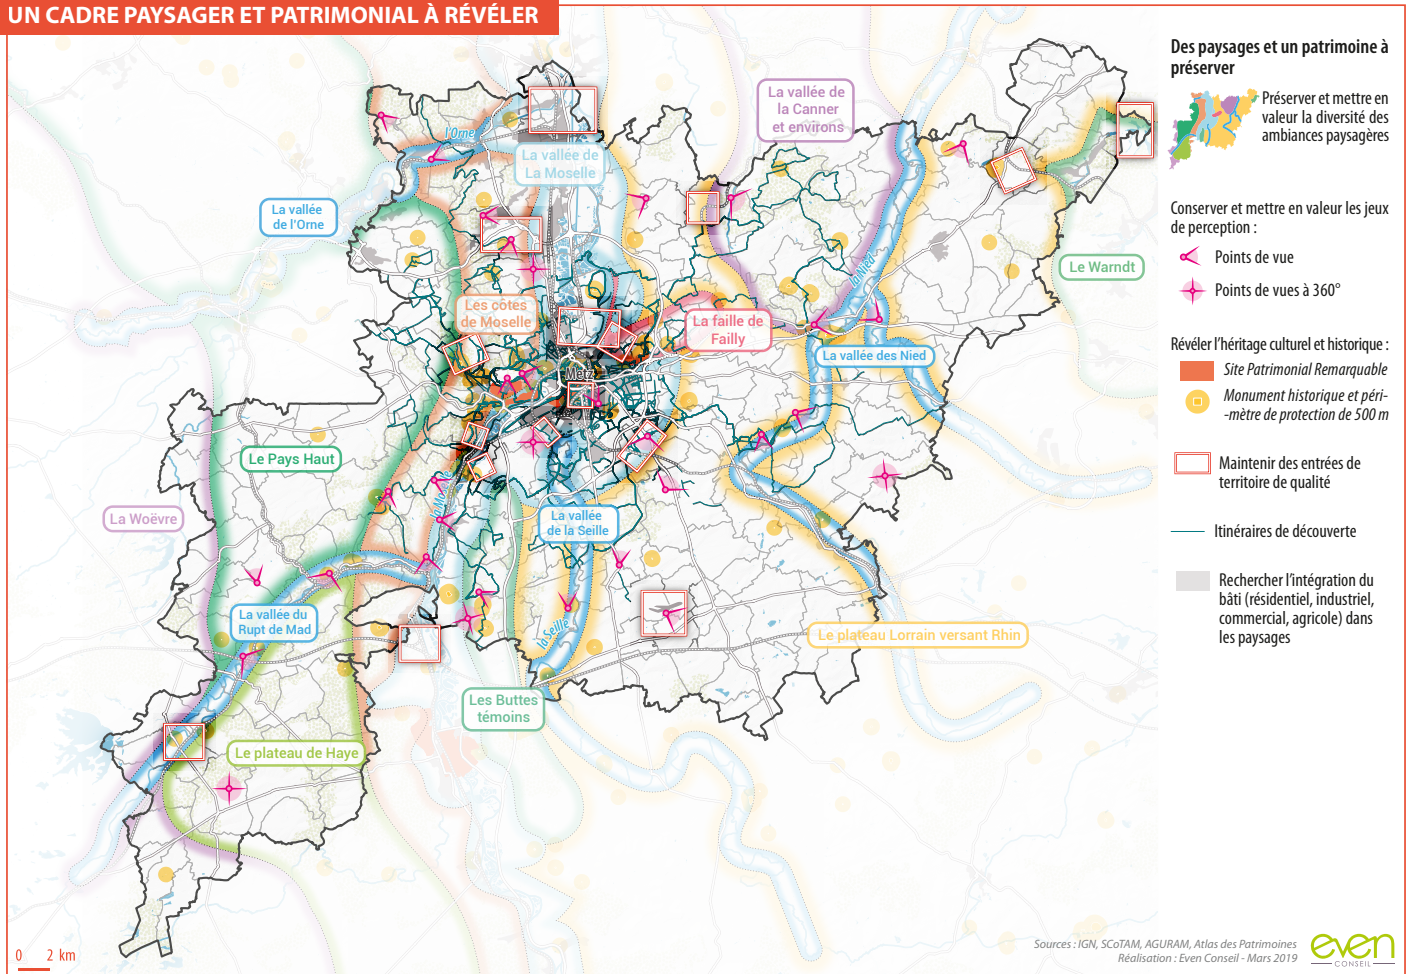 UN CADRE PAYSAGER ET PATRIMONIAL À RÉVÉLER
Des paysages et un patrimoine à
préserver
Préserver et mettre en
valeur la diversité des
ambiances paysagères
Conserver et mettre en valeur les jeux
de perception :
Points de vue
Points de vues à 360°
Révéler l'héritage culturel et historique :
Site Patrimonial Remarquable
Monument historique et péri-
-mètre de protection de 500 m
Maintenir des entrées de
territoire de qualité
Itinéraires de découverte
Rechercher l'intégration du
bâti (résidentiel, industriel,
commercial, agricole) dans
les paysages
La vallée de
la Canner
et environs
l'Orne
La vallée de
La Moselle
La vallée
de l'Orne
Le Warndt
la Nied
Les côtes
de Moselle
La faille de
Failly
La vallée des Nied
Metz
Le Pays Haut
La Woëvre
La vallée
de la Seille
La vallée du
Rupt de Mad
la Seille
Le plateau Lorrain versant Rhin
Les Buttes
témoins
Le plateau de Haye
0 2 km
Sources : IGN, SCoTAM, AGURAM, Atlas des Patrimoines
Réalisation : Even Conseil - Mars 2019
even
CONSEIL